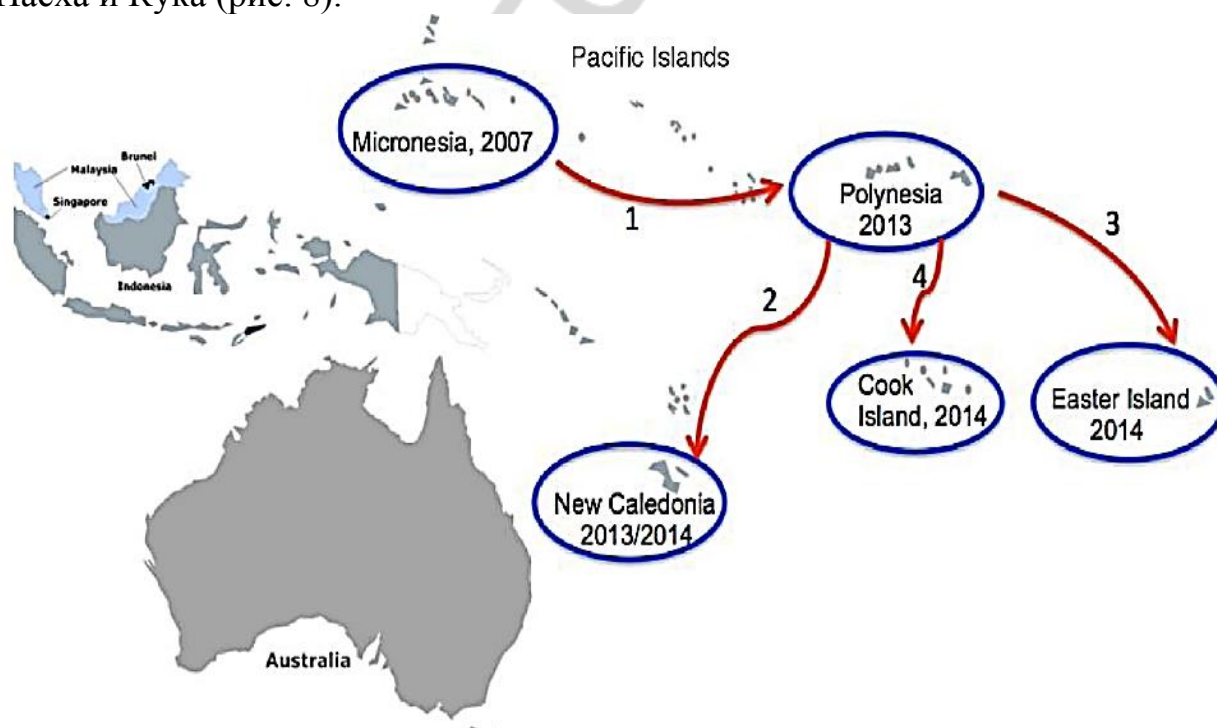 Пасха и Кука (рис. 8).
Pacific Islands
Micronesia, 2007
Brunei
Malaysia
Singapore
Indonesia
Polynesia
2013
1
2
3
4
Cook
Island, 2014
Easter Island
2014
New Caledonia
2013/2014
Australia